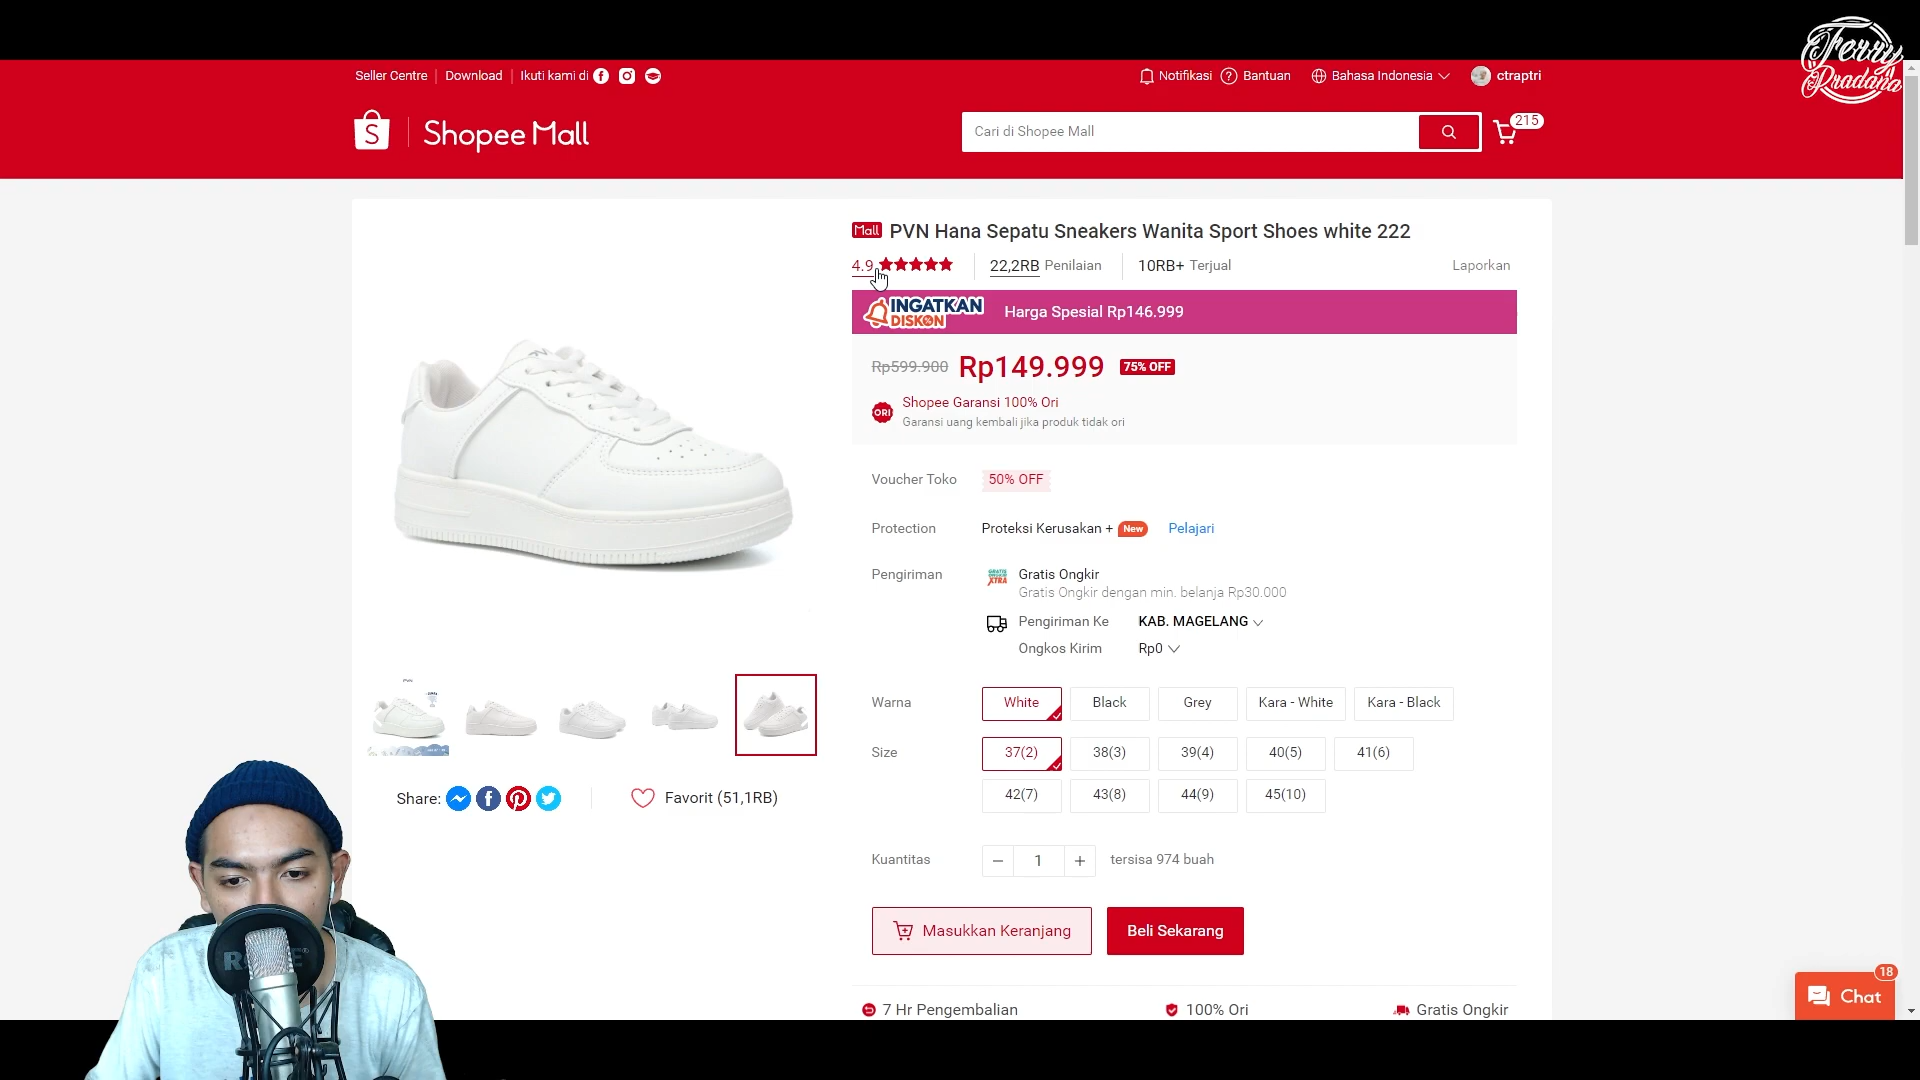 Ferry
Pradana
Seller Centre
Download
Ikuti kami di
Notifikasi
Bantuan
Bahasa Indonesia
ctraptri
Shopee Mall
Cari di Shopee Mall
215
Mall PVN Hana Sepatu Sneakers Wanita Sport Shoes white 222
4.9
22,2RB Penilaian
10RB+ Terjual
Laporkan
INGATKAN
DISKON
Harga Spesial Rp146.999
Rp599.900 Rp149.999 75% OFF
ORI
Shopee Garansi 100% Ori
Garansi uang kembali jika produk tidak ori
Voucher Toko 50% OFF
Protection Proteksi Kerusakan + New Pelajari
Pengiriman
GRATIS ONGKIR XTRA
Gratis Ongkir
Gratis Ongkir dengan min. belanja Rp30.000
Pengiriman Ke KAB. MAGELANG
Ongkos Kirim Rp0
Warna White Black Grey Kara - White Kara - Black
Size 37(2) 38(3) 39(4) 40(5) 41(6)
42(7) 43(8) 44(9) 45(10)
Share:
Favorit (51,1RB)
Kuantitas 1 tersisa 974 buah
Masukkan Keranjang
Beli Sekarang
7 Hr Pengembalian
100% Ori
Gratis Ongkir
18
Chat